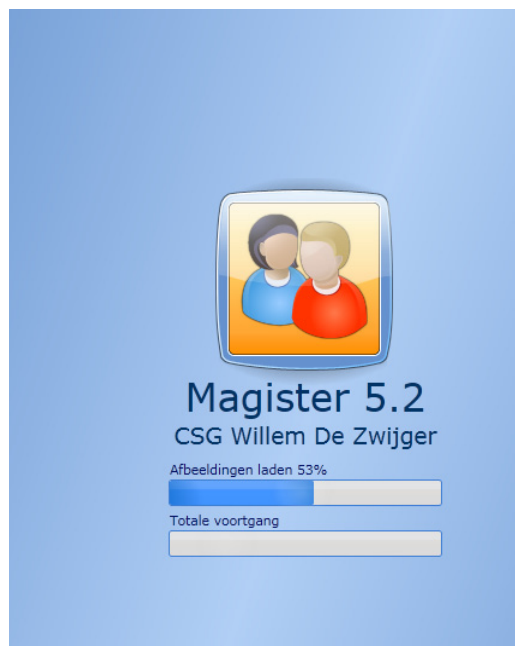 Magister 5.2
CSG Willem De Zwijger
Afbeeldingen laden 53%
Totale voortgang